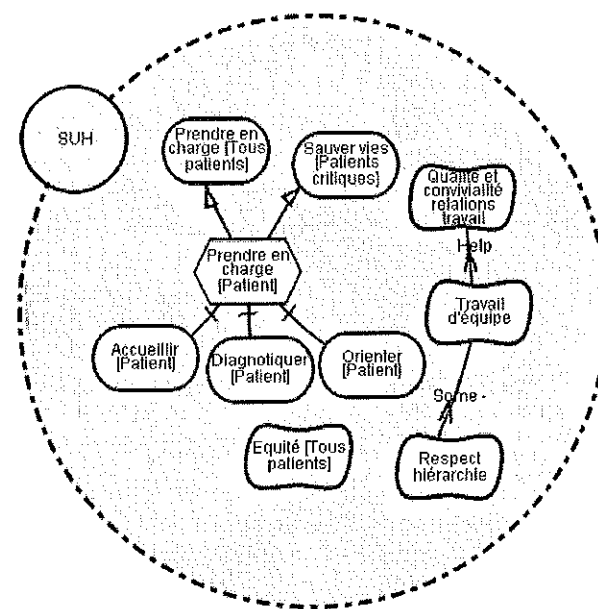 SUH
Prendre en
charge [Tous
patients]
Sauver vies
[Patients
critiques]
Qualité et
convivialité
relations
travail
Help
Prendre en
charge
[Patient]
Travail
d'équipe
Accueillir
[Patient]
Diagnotiquer
[Patient]
Orienter
[Patient]
Some -
Equité [Tous
patients]
Respect
hiérarchie